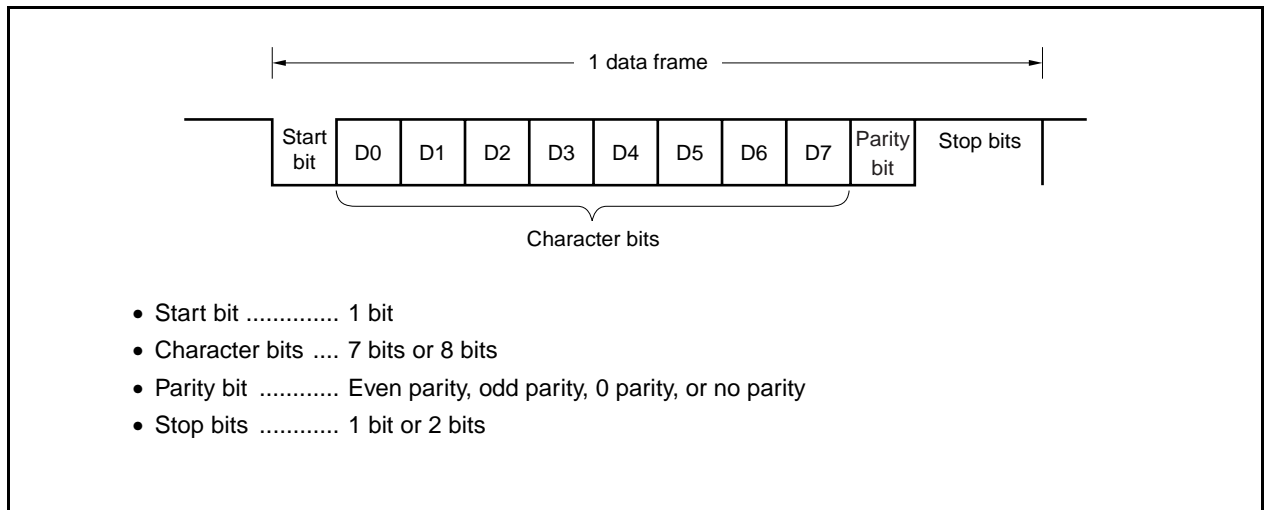 1 data frame
Start bit D0 D1 D2 D3 D4 D5 D6 D7 Parity bit Stop bits
Character bits
• Start bit .............. 1 bit
• Character bits .... 7 bits or 8 bits
• Parity bit ............ Even parity, odd parity, 0 parity, or no parity
• Stop bits ............ 1 bit or 2 bits